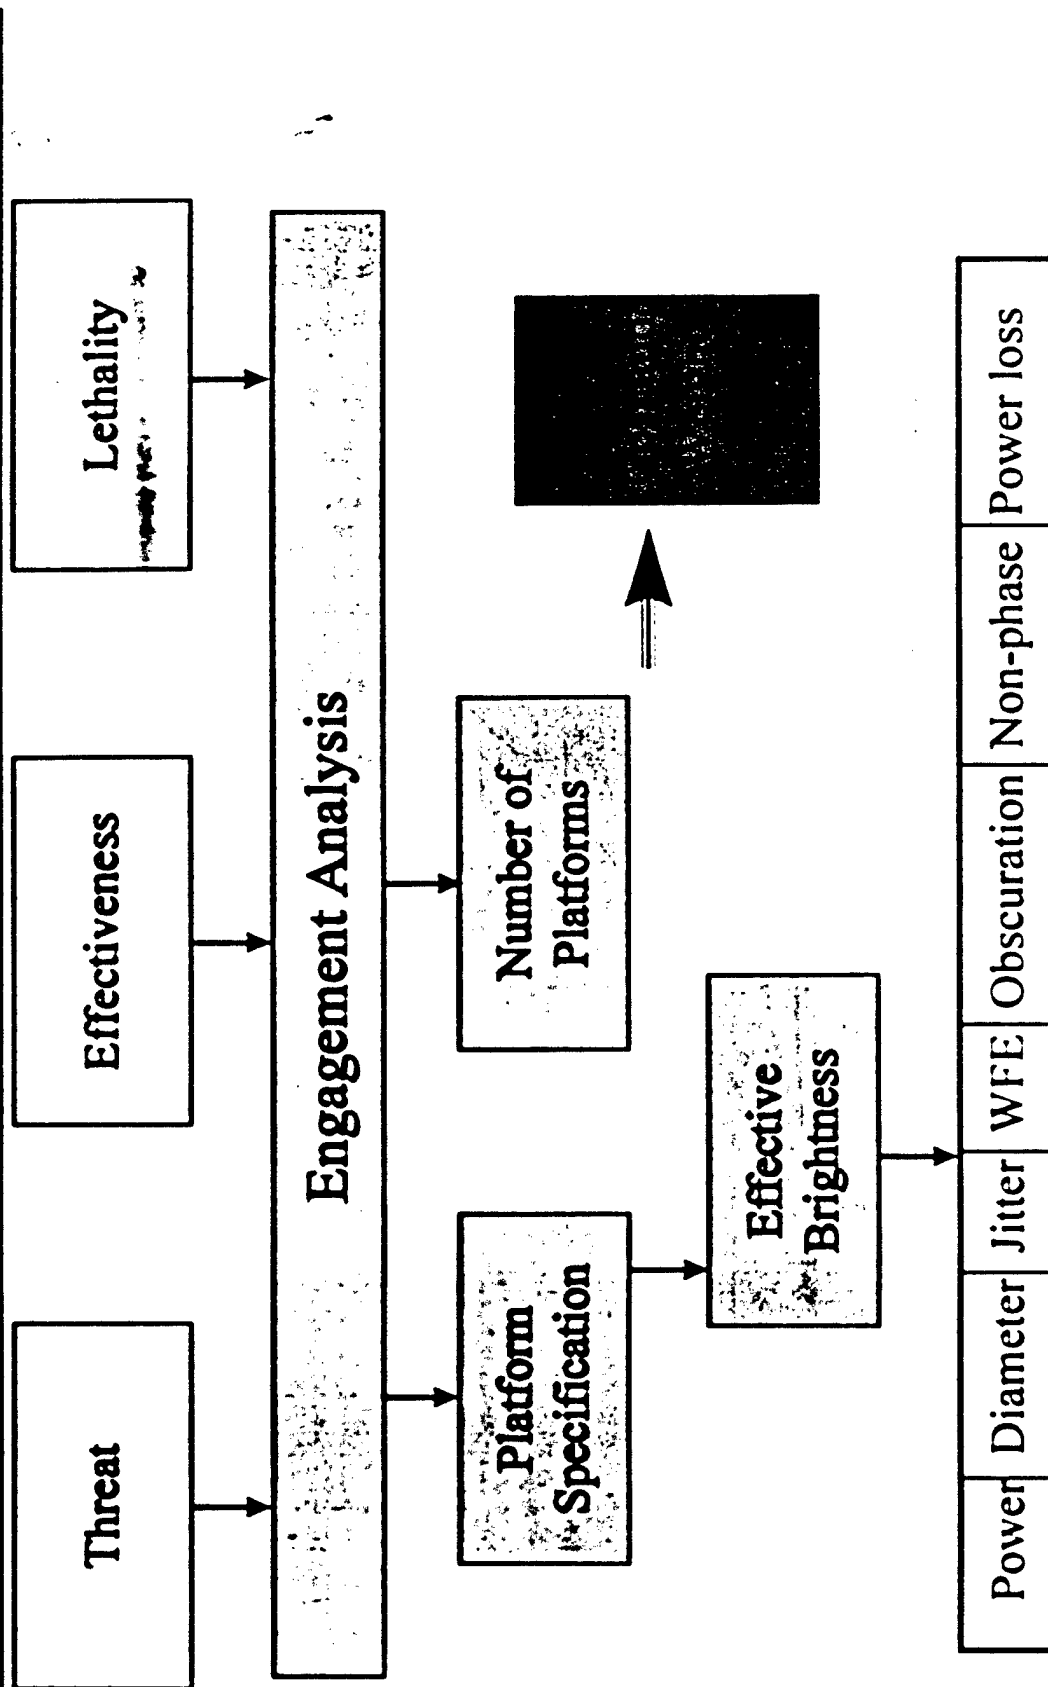 Threat
Effectiveness
Lethality
Engagement Analysis
Platform
Specification
Number of
Platforms
Effective
Brightness
Power
Diameter
Jitter
WFE
Obscuration
Non-phase
Power loss